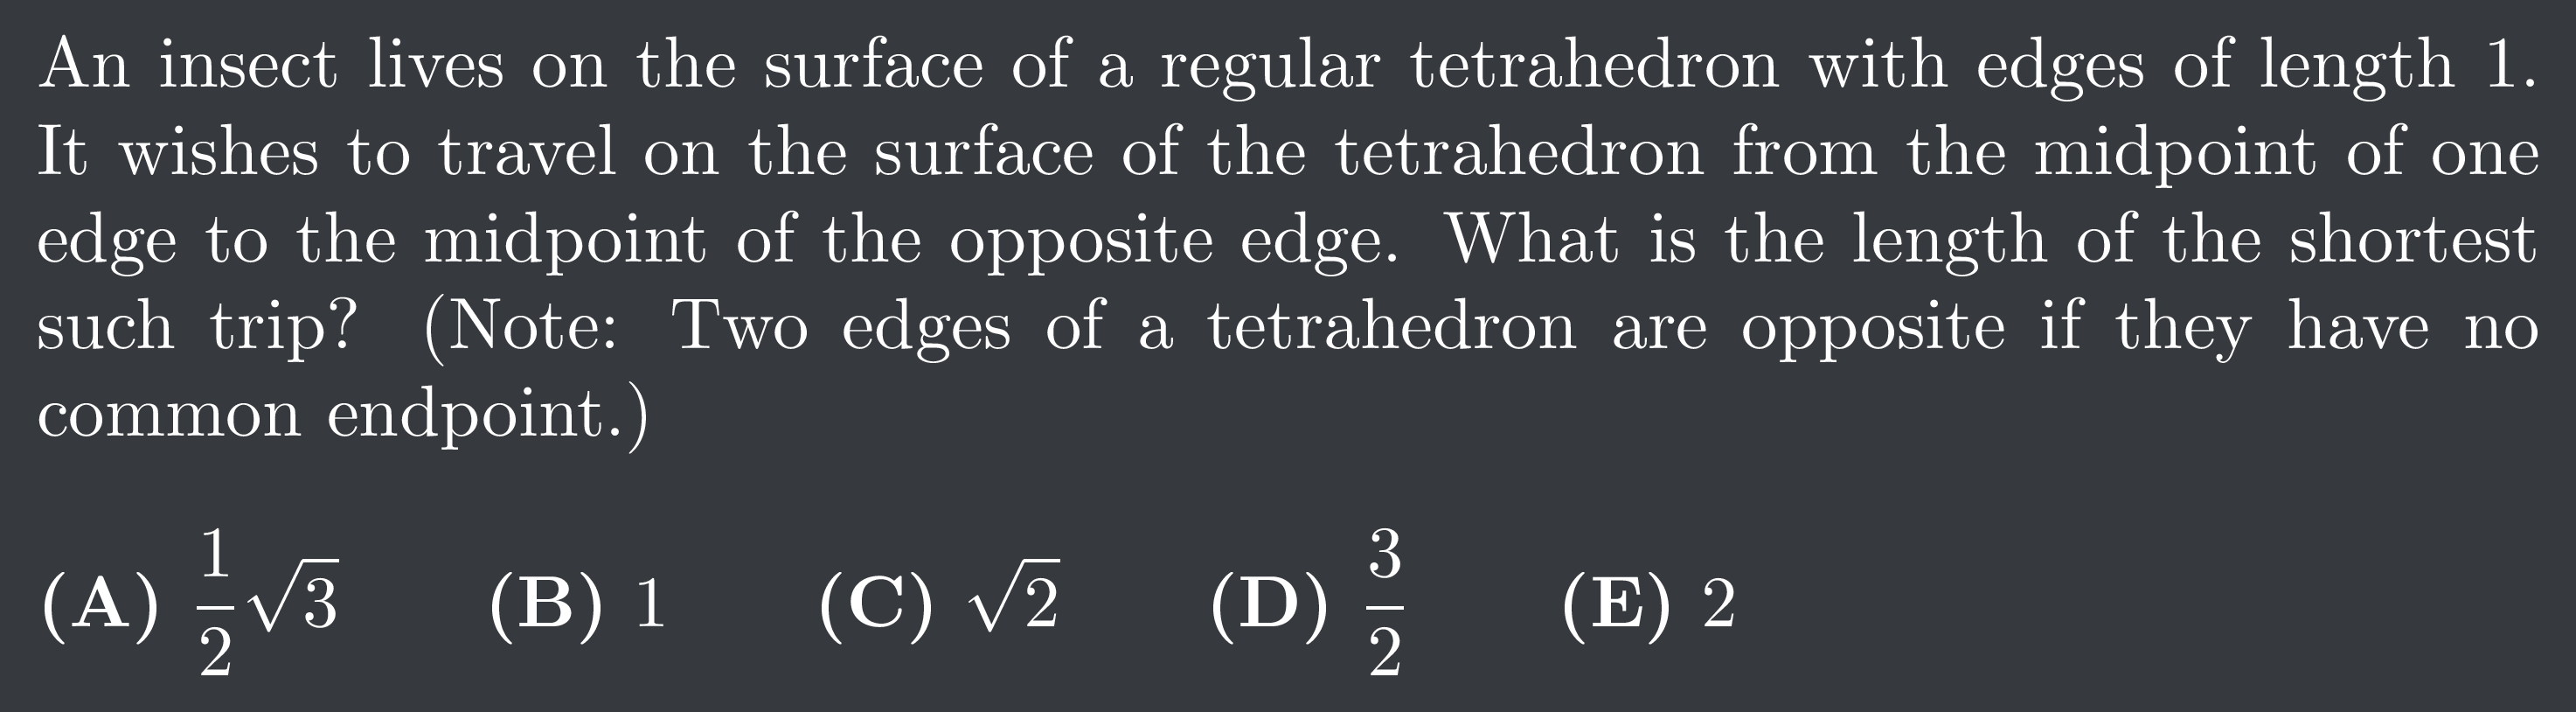 An insect lives on the surface of a regular tetrahedron with edges of length 1.
It wishes to travel on the surface of the tetrahedron from the midpoint of one
edge to the midpoint of the opposite edge. What is the length of the shortest
such trip? (Note: Two edges of a tetrahedron are opposite if they have no
common endpoint.)
(A) $\frac{1}{2}\sqrt{3}$ (B) 1 (C) $\sqrt{2}$ (D) $\frac{3}{2}$ (E) 2